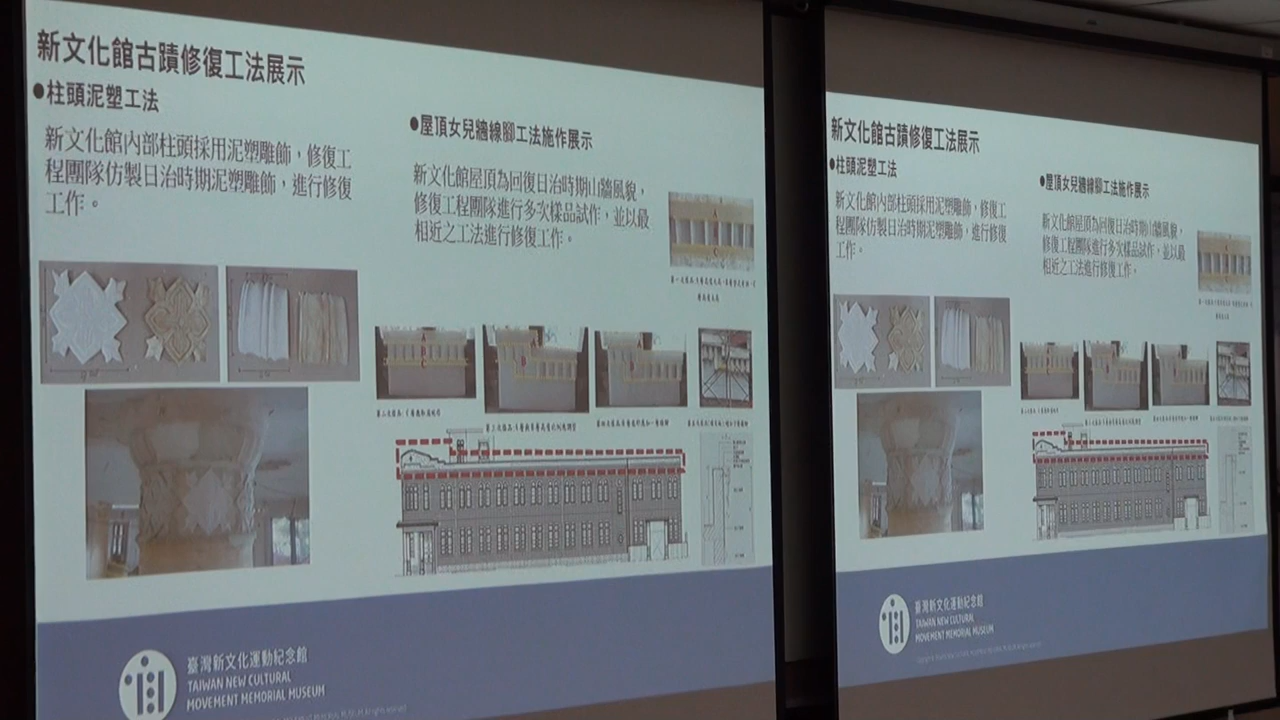 新文化館古蹟修復工法展示
●柱頭泥塑工法
新文化館內部柱頭採用泥塑雕飾，修復工
程團隊仿製日治時期泥塑雕飾，進行修復
工作。
●屋頂女兒牆線腳工法施作展示
新文化館屋頂為回復日治時期山牆風貌，
修復工程團隊進行多次樣品試作，並以最
相近之工法進行修復工作。
臺灣新文化運動紀念館
TAIWAN NEW CULTURAL
MOVEMENT MEMORIAL MUSEUM
新文化館古蹟修復工法展示
●柱頭泥塑工法
新文化館內部柱頭採用泥塑雕飾，修復工
程團隊仿製日治時期泥塑雕飾，進行修復
工作。
●屋頂女兒牆線腳工法施作展示
新文化館屋頂為回復日治時期山牆風貌，
修復工程團隊進行多次樣品試作，並以最
相近之工法進行修復工作。
臺灣新文化運動紀念館
TAIWAN NEW CULTURAL
MOVEMENT MEMORIAL MUSEUM